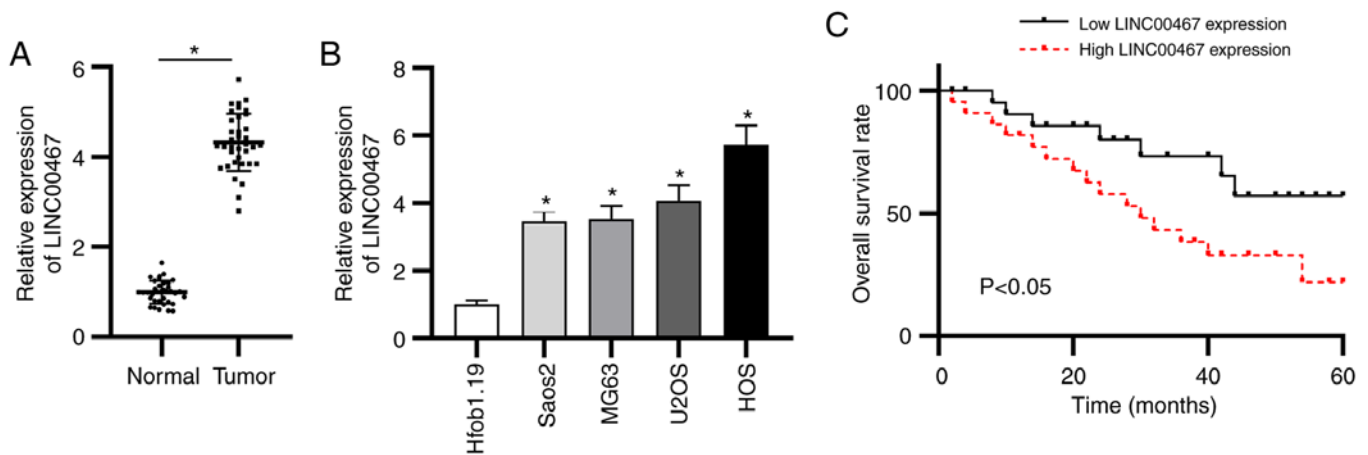 A
*
Relative expression
of LINC00467
6
4
2
0
Normal Tumor
B
Relative expression
of LINC00467
8
6
4
2
0
*
*
*
*
Hfob1.19
Saos2
MG63
U2OS
HOS
C
Low LINC00467 expression
High LINC00467 expression
Overall survival rate
100
50
0
P<0.05
0 20 40 60
Time (months)